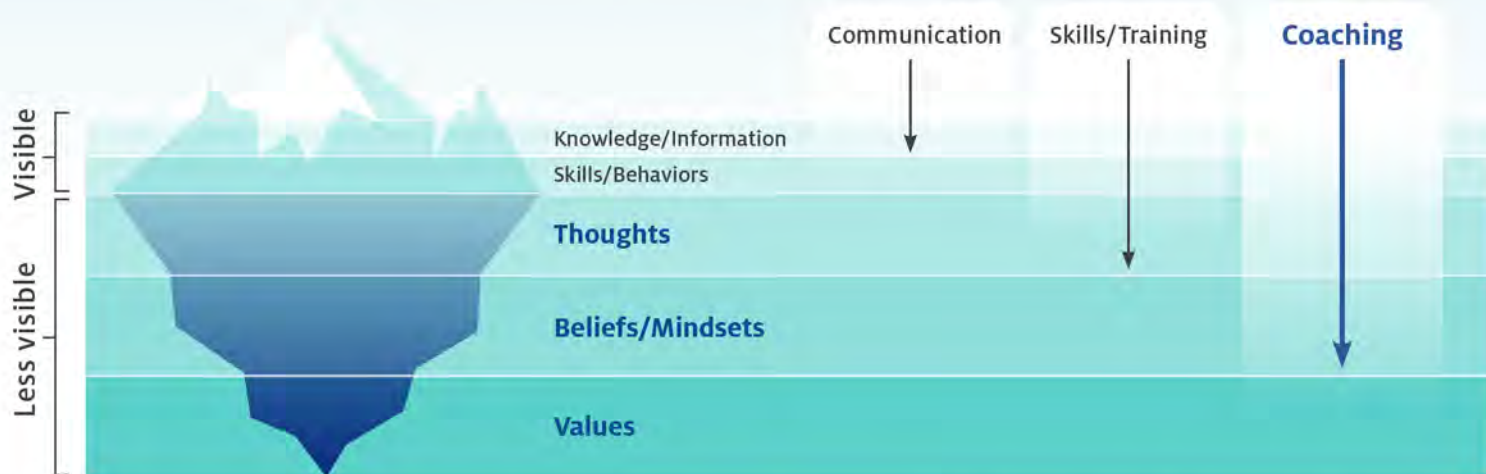 Communication
Skills/Training
Coaching
Visible
Knowledge/Information
Skills/Behaviors
Less visible
Thoughts
Beliefs/Mindsets
Values